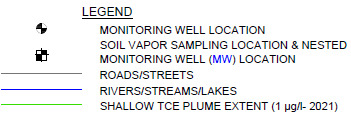 LEGEND
MONITORING WELL LOCATION
SOIL VAPOR SAMPLING LOCATION & NESTED
MONITORING WELL (MW) LOCATION
ROADS/STREETS
RIVERS/STREAMS/LAKES
SHALLOW TCE PLUME EXTENT (1 µg/l- 2021)